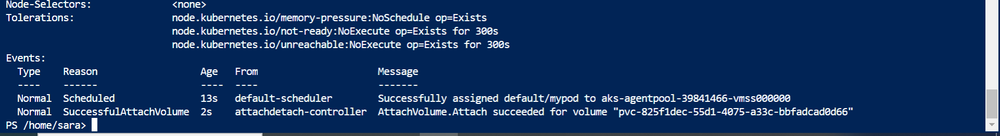 Node-Selectors:              <none>
Tolerations:                 node.kubernetes.io/memory-pressure:NoSchedule op=Exists
                             node.kubernetes.io/not-ready:NoExecute op=Exists for 300s
                             node.kubernetes.io/unreachable:NoExecute op=Exists for 300s
Events:
  Type    Reason                  Age   From                     Message
  ----    ------                  ----  ----                     -------
  Normal  Scheduled               13s   default-scheduler        Successfully assigned default/mypod to aks-agentpool-39841466-vmss000000
  Normal  SuccessfulAttachVolume  2s    attachdetach-controller  AttachVolume.Attach succeeded for volume "pvc-825f1dec-55d1-4075-a33c-bbfadcad0d66"
PS /home/sara>